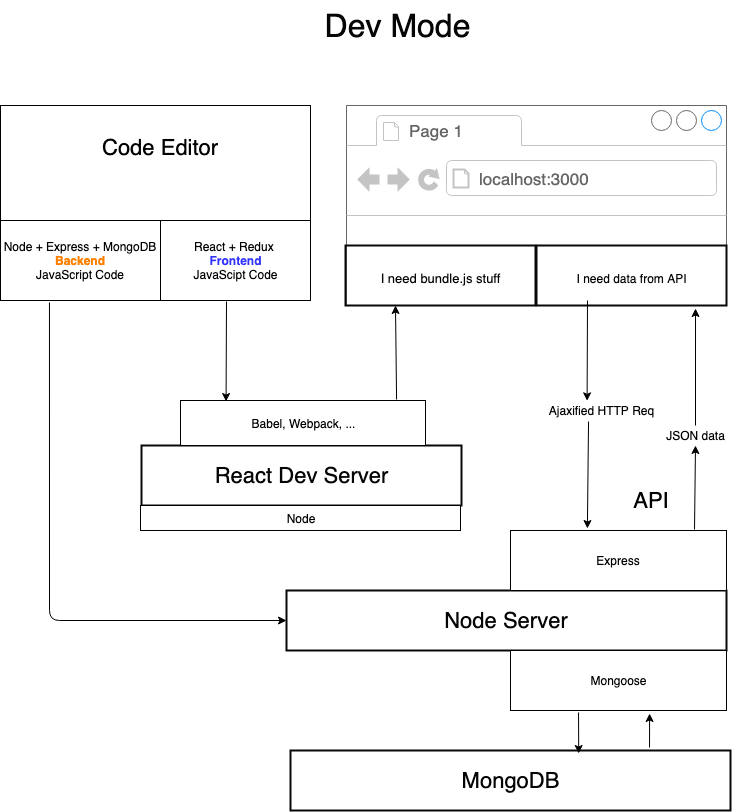 Dev Mode
Code Editor
Page 1
localhost:3000
Node + Express + MongoDB
Backend
JavaScript Code
React + Redux
Frontend
JavaScipt Code
I need bundle.js stuff
I need data from API
Ajaxified HTTP Req
JSON data
Babel, Webpack, ...
React Dev Server
Node
API
Express
Node Server
Mongoose
MongoDB